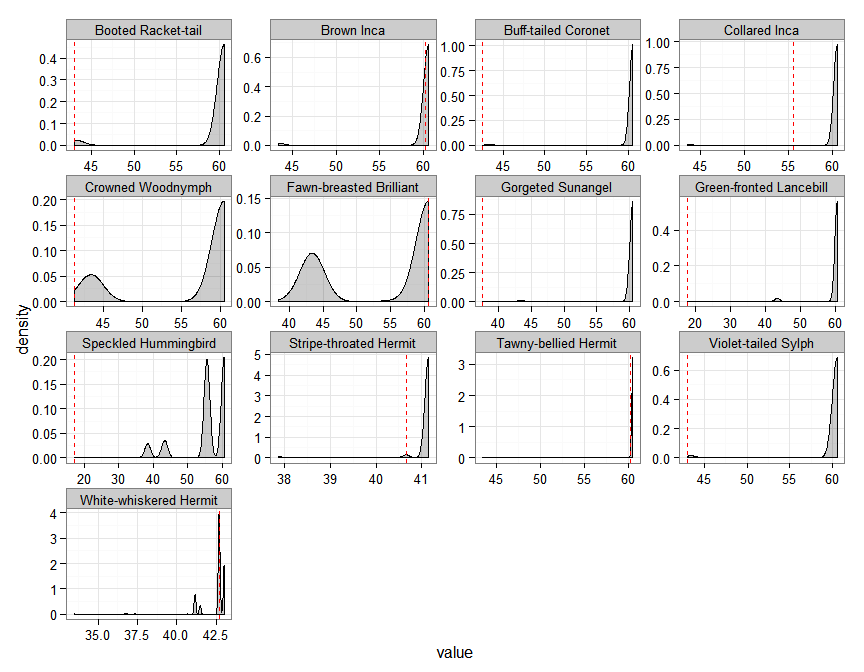 Booted Racket-tail Brown Inca Buff-tailed Coronet Collared Inca
0.4 0.6 1.00 1.00
0.3 0.75 0.75
0.4
0.2 0.50 0.50
0.1 0.2 0.25 0.25
0.0 0.0 0.00 0.00
45 50 55 60 45 50 55 60 45 50 55 60 45 50 55 60
Crowned Woodnymph Fawn-breasted Brilliant Gorgeted Sunangel Green-fronted Lancebill
0.20 0.15
0.15 0.75 0.4
0.10 0.10 0.50
0.05 0.05 0.25 0.2
0.00 0.00 0.00 0.0
45 50 55 60 40 45 50 55 60 40 45 50 55 60 20 30 40 50 60
density
Speckled Hummingbird Stripe-throated Hermit Tawny-bellied Hermit Violet-tailed Sylph
0.20 5 3 0.6
0.15 4
0.10 3 2 0.4
2
0.05 1 1 0.2
0.00 0 0 0.0
20 30 40 50 60 38 39 40 41 45 50 55 60 45 50 55 60
White-whiskered Hermit
4
3
2
1
0
35.0 37.5 40.0 42.5
value